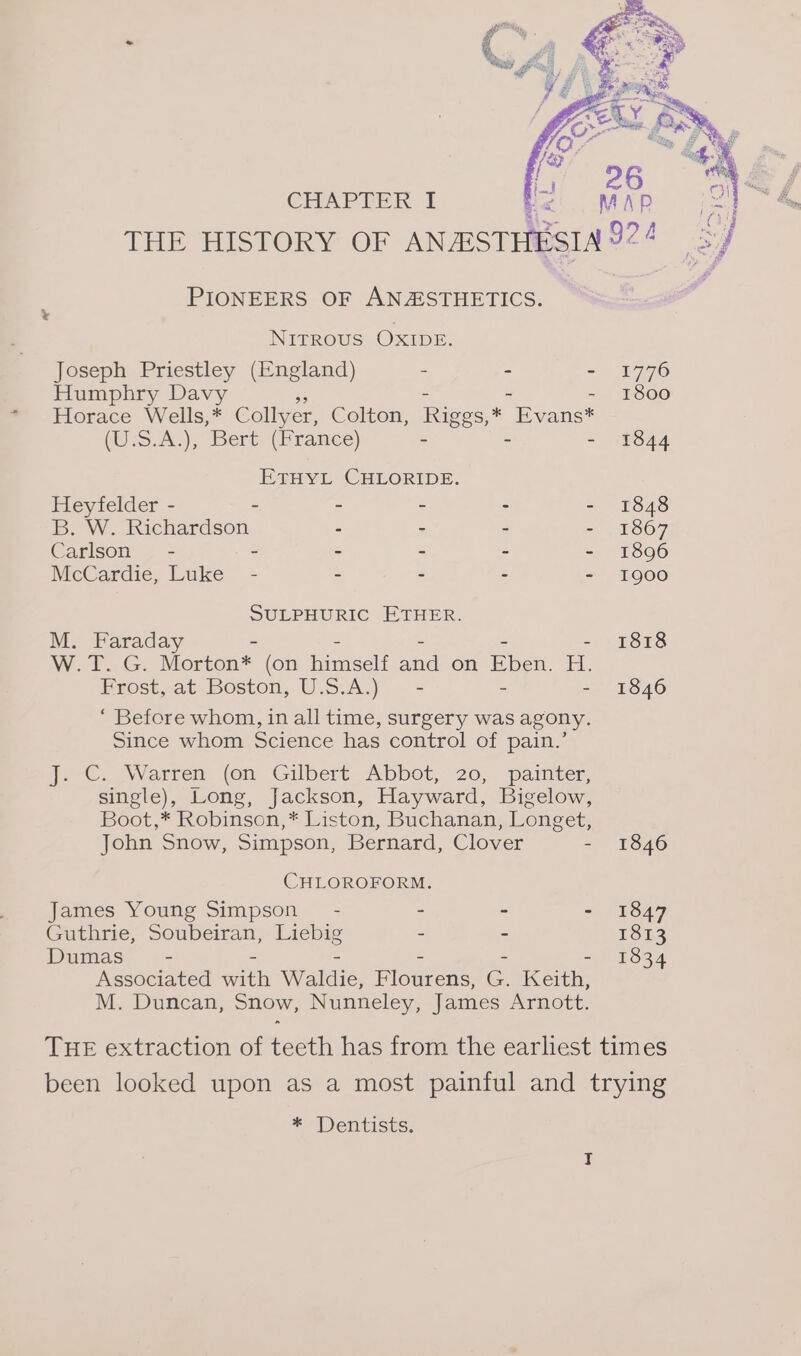 CHAPTER I
26
MAR
924
THE HISTORY OF ANÆSTHESIA
PIONEERS OF ANÆSTHETICS.
NITROUS OXIDE.
Joseph Priestley (England) - - - 1776
Humphry Davy ,, - - - 1800
Horace Wells,* Collyer, Colton, Riggs,* Evans*
(U.S.A.), Bert (France) - - - 1844
ETHYL CHLORIDE.
Heyfelder - - - - - - 1848
B. W. Richardson - - - - 1867
Carlson - - - - - - 1896
McCardie, Luke - - - - - 1900
SULPHURIC ETHER.
M. Faraday - - - - - 1818
W. T. G. Morton* (on himself and on Eben. H.
Frost, at Boston, U.S.A.) - - - 1846
‘ Before whom, in all time, surgery was agony.
Since whom Science has control of pain.’
J. C. Warren (on Gilbert Abbot, 20, painter,
single), Long, Jackson, Hayward, Bigelow,
Boot,* Robinson,* Liston, Buchanan, Longet,
John Snow, Simpson, Bernard, Clover - 1846
CHLOROFORM.
James Young Simpson - - - - 1847
Guthrie, Soubeiran, Liebig - - 1813
Dumas - - - - - - 1834
Associated with Waldie, Flourens, G. Keith,
M. Duncan, Snow, Nunneley, James Arnott.
THE extraction of teeth has from the earliest times
been looked upon as a most painful and trying
* Dentists.
I